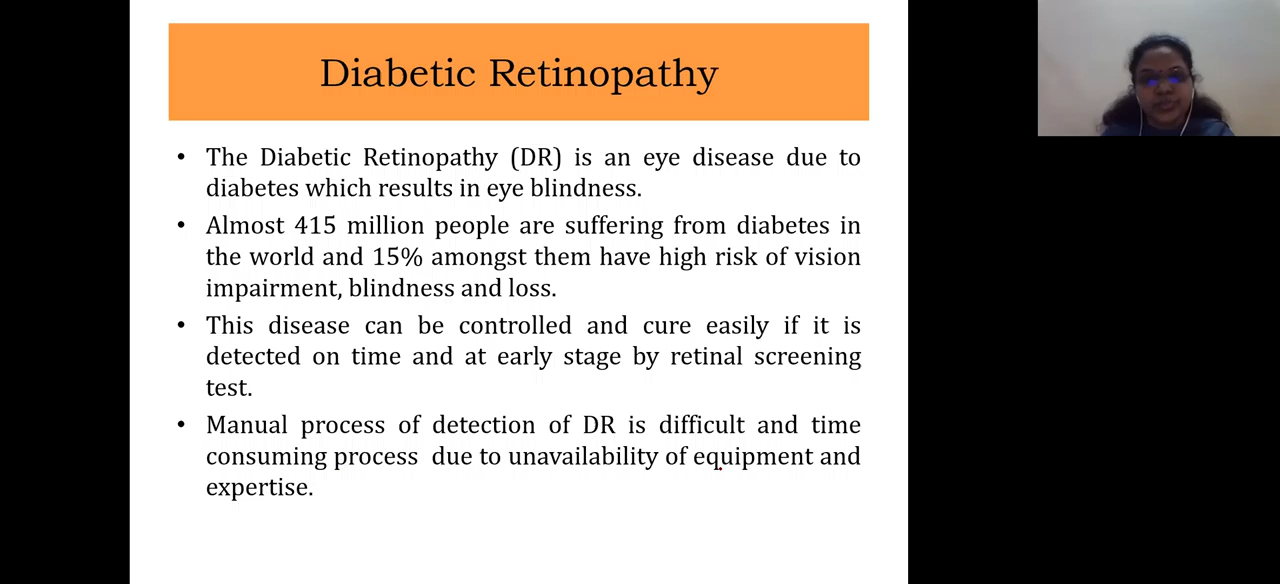 Diabetic Retinopathy
• The Diabetic Retinopathy (DR) is an eye disease due to
diabetes which results in eye blindness.
• Almost 415 million people are suffering from diabetes in
the world and 15% amongst them have high risk of vision
impairment, blindness and loss.
• This disease can be controlled and cure easily if it is
detected on time and at early stage by retinal screening
test.
• Manual process of detection of DR is difficult and time
consuming process due to unavailability of equipment and
expertise.